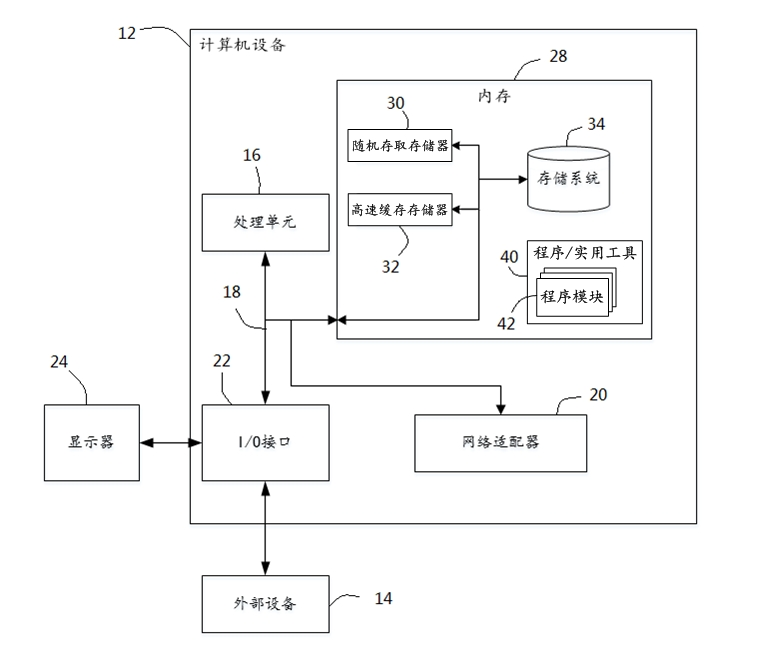 12
计算机设备
28
内存
30
随机存取存储器
34
存储系统
16
处理单元
高速缓存存储器
32
40
程序/实用工具
42
程序模块
18
24
22
20
显示器
I/O接口
网络适配器
外部设备
14